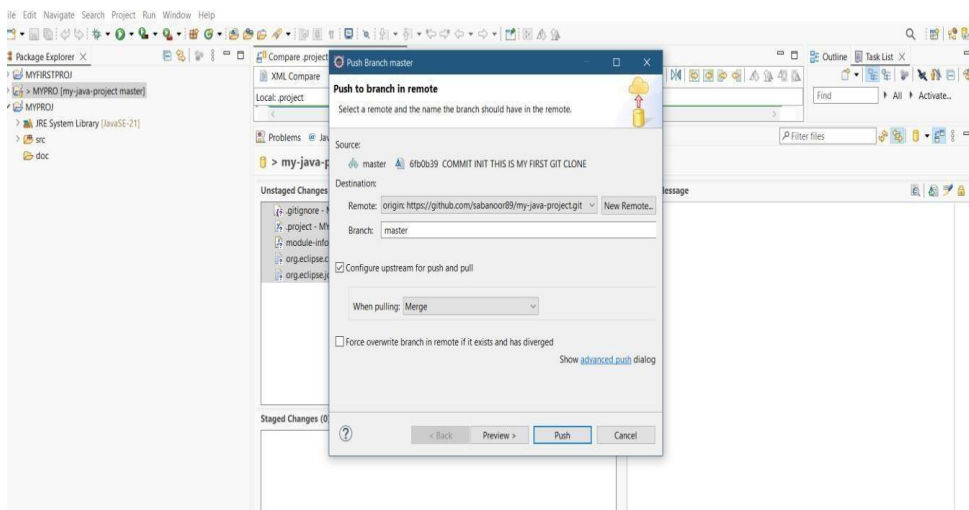 ile Edit Navigate Search Project Run Window Help
Package Explorer
MYFIRSTPROJ
> MYPRO [my-java-project master]
MYPROJ
JRE System Library [JavaSE-21]
src
doc
Compare .project
XML Compare
Local: .project
Problems @ Jav
> my-java-p
Unstaged Changes
.gitignore - M
.project - MY
module-info
org.eclipse.c
org.eclipse.jd
Staged Changes (0
Push Branch master
Push to branch in remote
Select a remote and the name the branch should have in the remote.
Source:
master 6fb0b39 COMMIT INIT THIS IS MY FIRST GIT CLONE
Destination:
Remote: origin: https://github.com/sabanoor89/my-java-project.git New Remote...
Branch: master
Configure upstream for push and pull
When pulling: Merge
Force overwrite branch in remote if it exists and has diverged
Show advanced push dialog
< Back Preview > Push Cancel
Filter files
lessage
Outline Task List
Find All Activate...